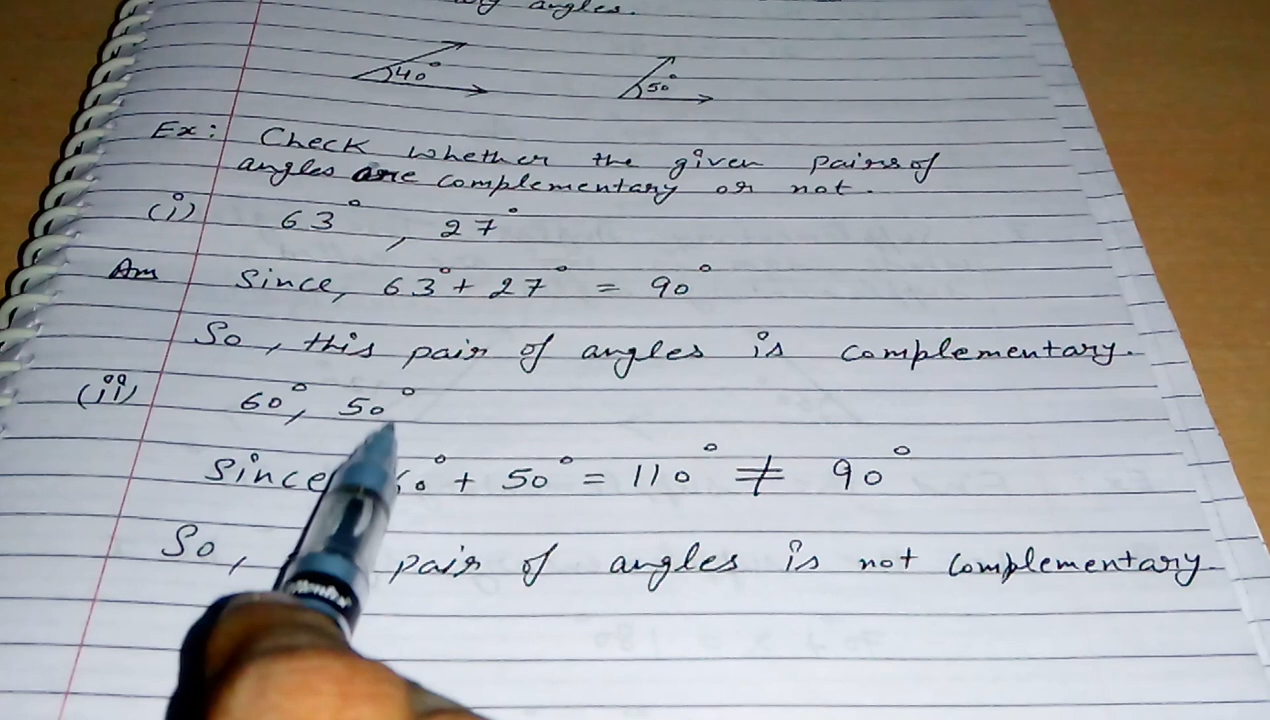 angles.
40° 50°
Ex: Check whether the given pairs of
angles are complementary or not.
(i) 63°, 27°
Ans Since, 63° + 27° = 90°
So, this pair of angles is complementary.
(ii) 60°, 50°
Since 60° + 50° = 110° ≠ 90°
So, pair of angles is not complementary